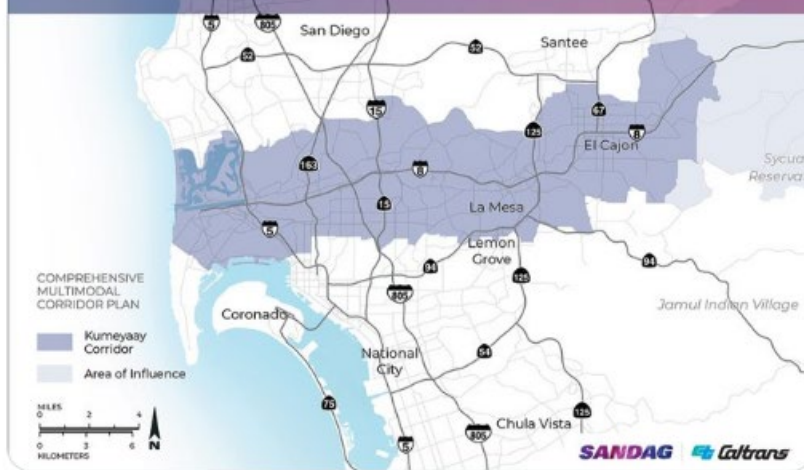 5
805
San Diego
52
52
Santee
15
67
125
8
El Cajon
163
8
Sycua
Reserva
15
La Mesa
5
Lemon
Grove
94
94
125
805
COMPREHENSIVE
MULTIMODAL
CORRIDOR PLAN
Jamul Indian Village
Coronado
Kumeyaay
Corridor
National
City
54
Area of Influence
75
125
MILES
0 2 4
0 3 6
KILOMETERS
N
Chula Vista
805
5
SANDAG
Caltrans